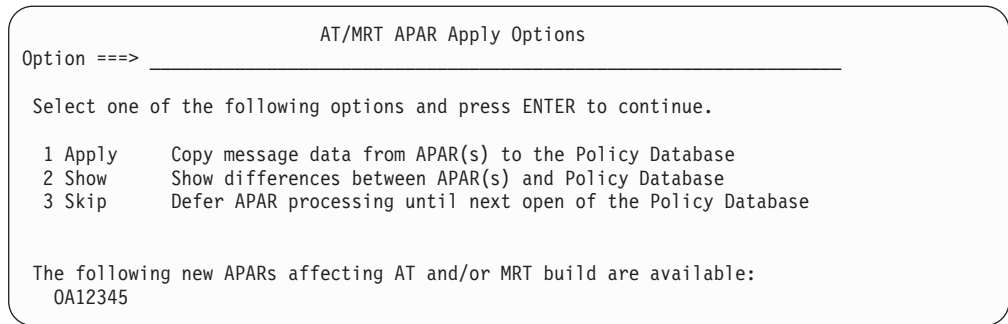 AT/MRT APAR Apply Options
Option ===> _________________________________________________________________
Select one of the following options and press ENTER to continue.
1 Apply Copy message data from APAR(s) to the Policy Database
2 Show Show differences between APAR(s) and Policy Database
3 Skip Defer APAR processing until next open of the Policy Database
The following new APARs affecting AT and/or MRT build are available:
OA12345